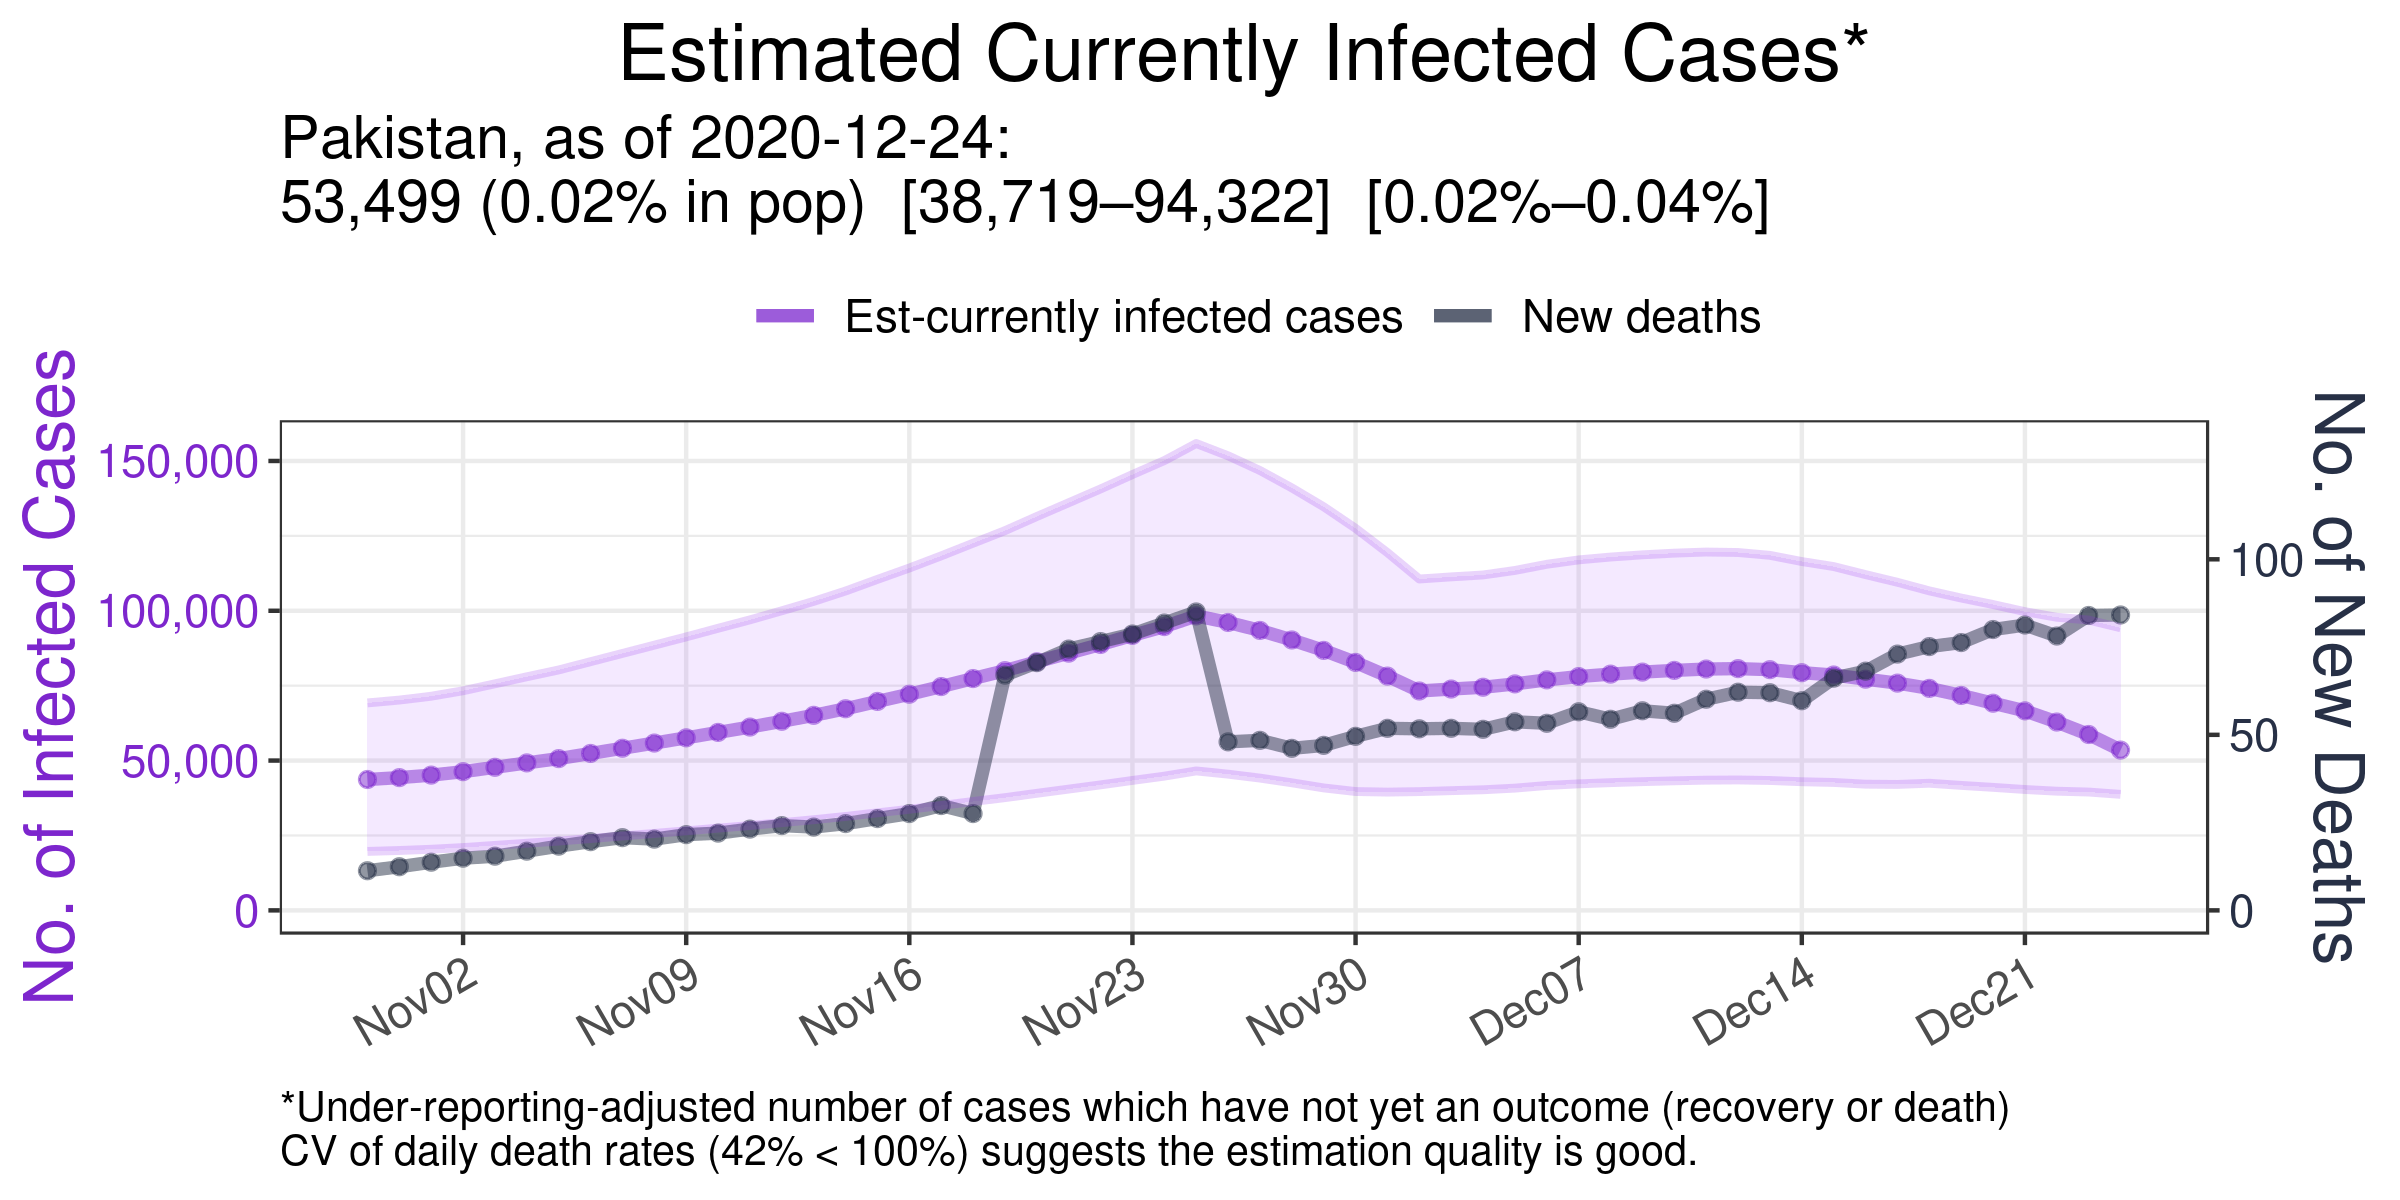 Estimated Currently Infected Cases*
Pakistan, as of 2020-12-24:
53,499 (0.02% in pop)  [38,719–94,322]  [0.02%–0.04%]
Est-currently infected cases
New deaths
No. of Infected Cases
150,000
100,000
50,000
0
No. of New Deaths
100
50
0
Nov02
Nov09
Nov16
Nov23
Nov30
Dec07
Dec14
Dec21
*Under-reporting-adjusted number of cases which have not yet an outcome (recovery or death)
CV of daily death rates (42% < 100%) suggests the estimation quality is good.